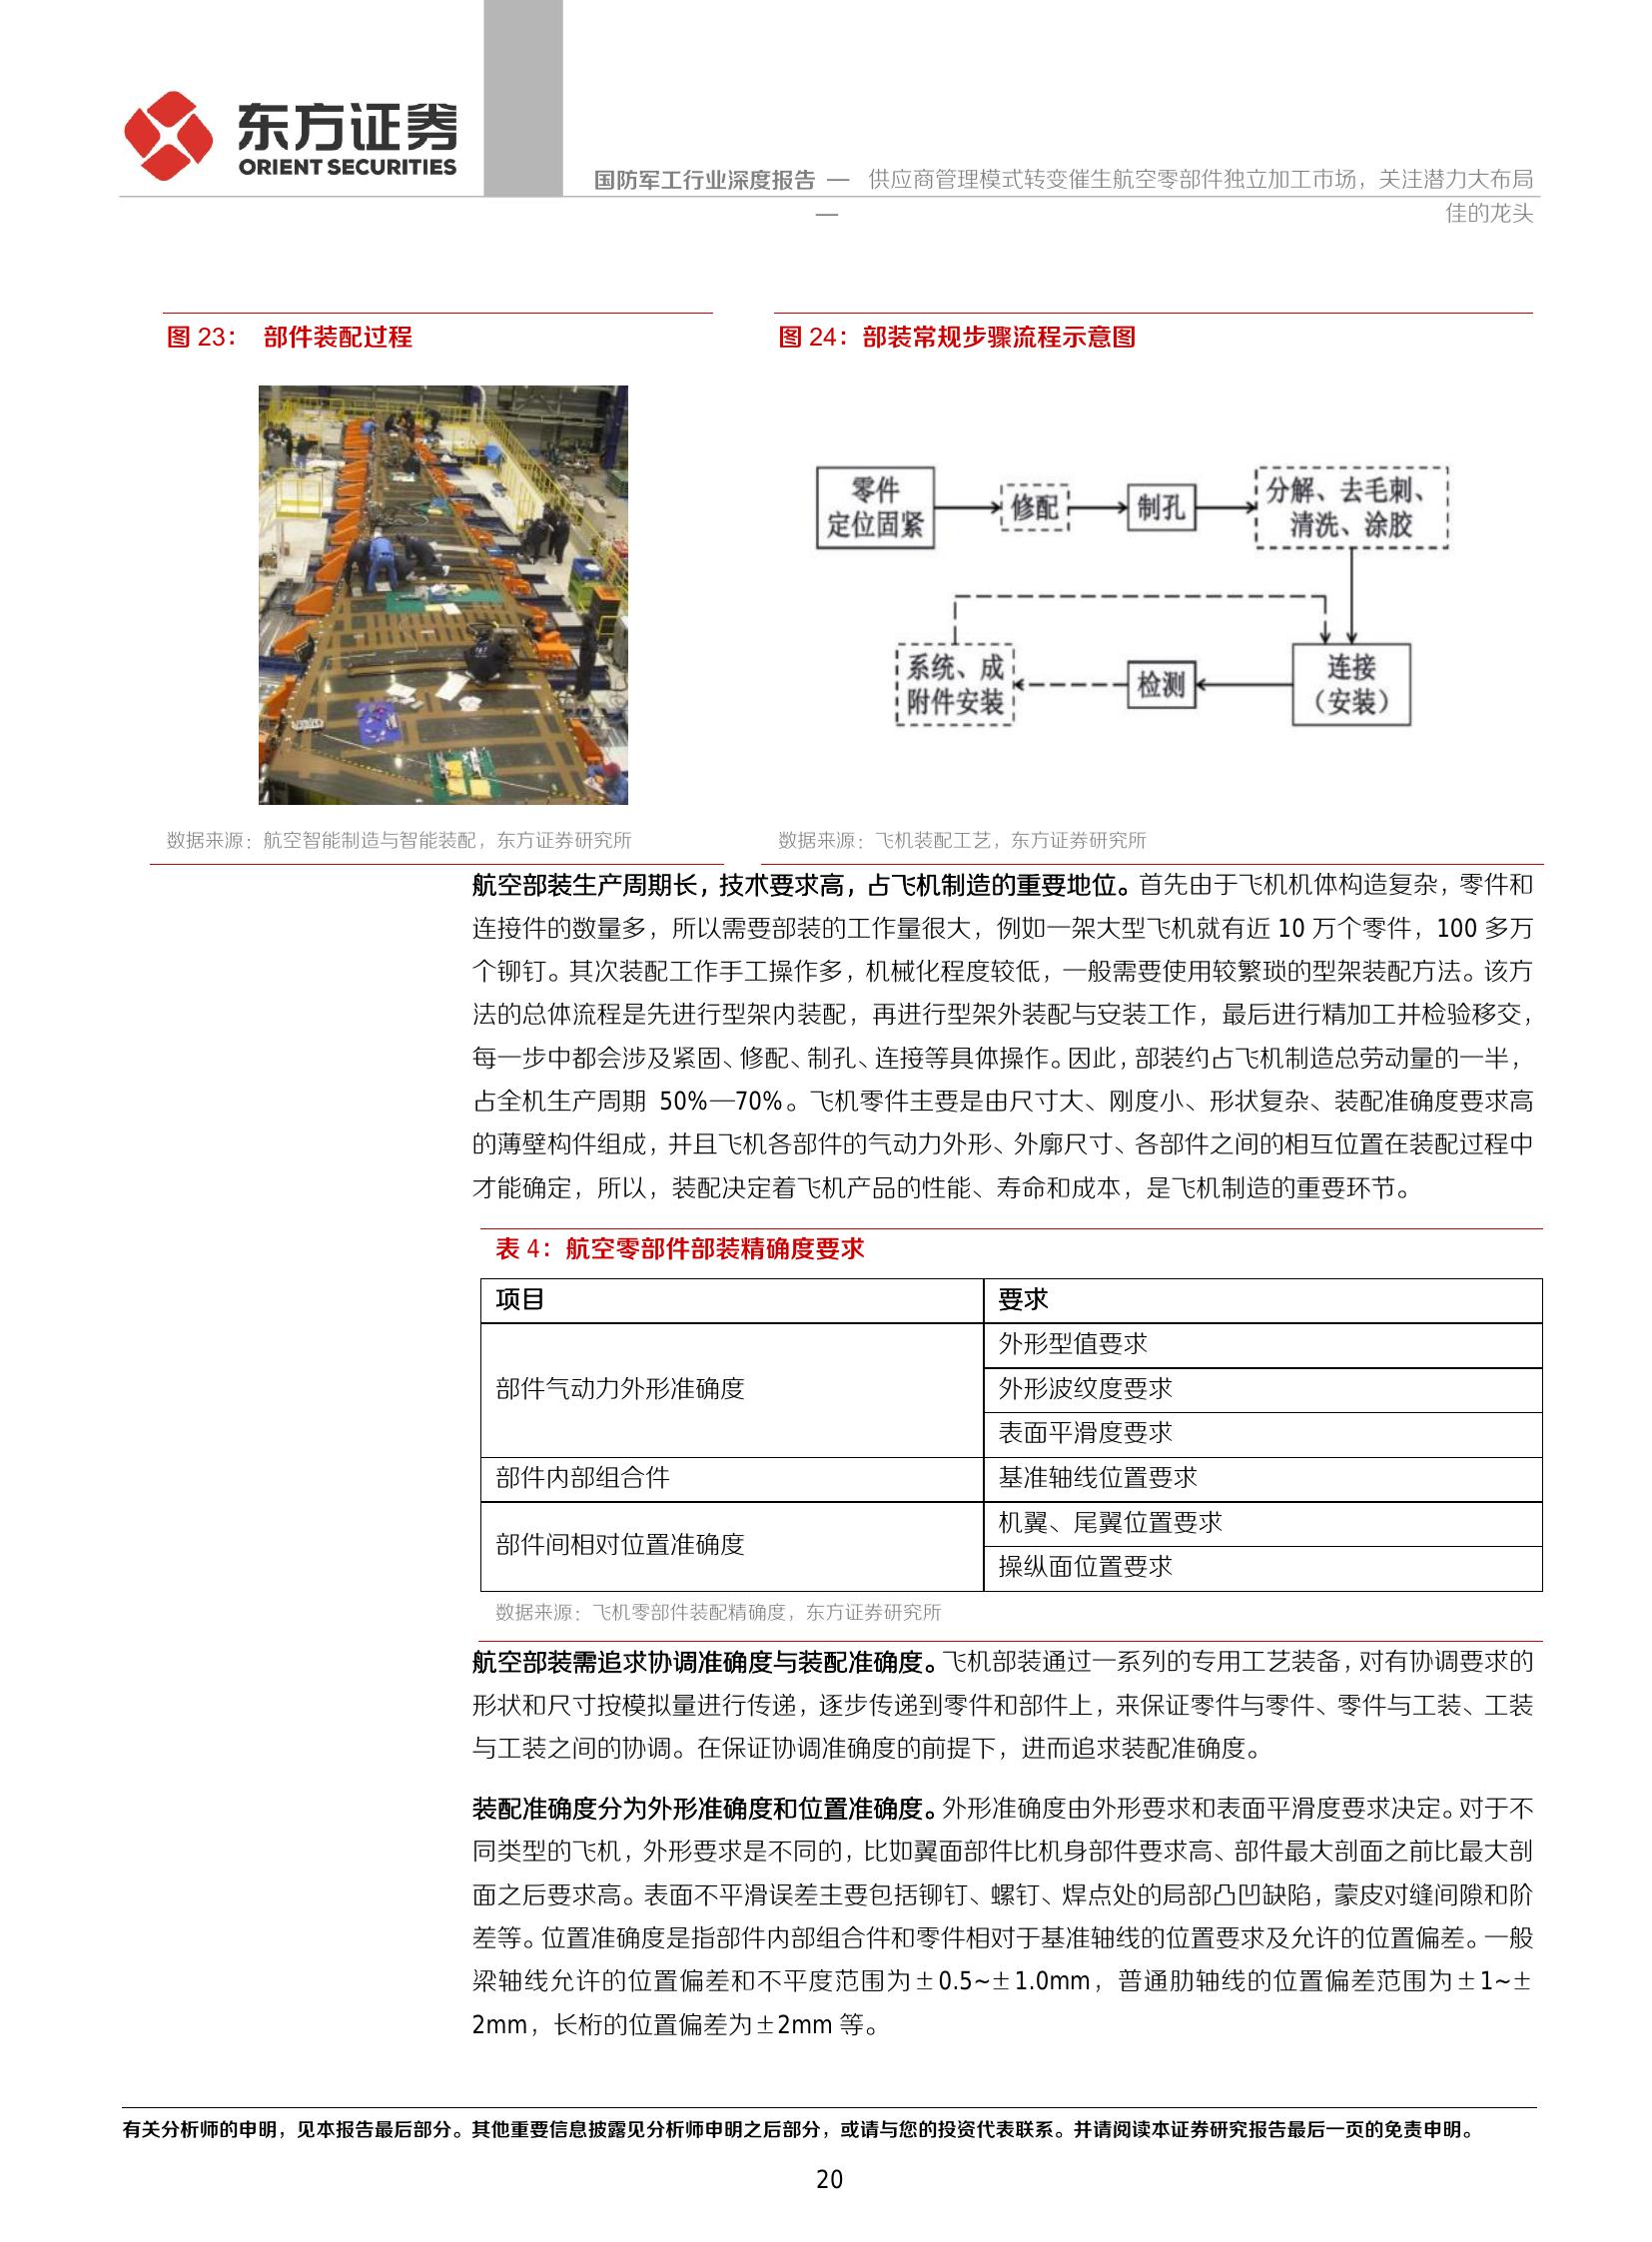 东方证券
ORIENT SECURITIES
国防军工行业深度报告 —— 供应商管理模式转变催生航空零部件独立加工市场，关注潜力大布局
佳的龙头
图 23： 部件装配过程
图 24：部装常规步骤流程示意图
零件
定位固紧
修配
制孔
分解、去毛刺、
清洗、涂胶
系统、成
附件安装
检测
连接
（安装）
数据来源：航空智能制造与智能装配，东方证券研究所
数据来源：飞机装配工艺，东方证券研究所
航空部装生产周期长，技术要求高，占飞机制造的重要地位。首先由于飞机机体构造复杂，零件和
连接件的数量多，所以需要部装的工作量很大，例如一架大型飞机就有近 10 万个零件，100 多万
个铆钉。其次装配工作手工操作多，机械化程度较低，一般需要使用较繁琐的型架装配方法。该方
法的总体流程是先进行型架内装配，再进行型架外装配与安装工作，最后进行精加工并检验移交，
每一步中都会涉及紧固、修配、制孔、连接等具体操作。因此，部装约占飞机制造总劳动量的一半，
占全机生产周期 50%—70%。飞机零件主要是由尺寸大、刚度小、形状复杂、装配准确度要求高
的薄壁构件组成，并且飞机各部件的气动力外形、外廓尺寸、各部件之间的相互位置在装配过程中
才能确定，所以，装配决定着飞机产品的性能、寿命和成本，是飞机制造的重要环节。
表 4：航空零部件部装精确度要求
项目
要求
部件气动力外形准确度
外形型值要求
外形波纹度要求
表面平滑度要求
部件内部组合件
基准轴线位置要求
部件间相对位置准确度
机翼、尾翼位置要求
操纵面位置要求
数据来源：飞机零部件装配精确度，东方证券研究所
航空部装需追求协调准确度与装配准确度。飞机部装通过一系列的专用工艺装备，对有协调要求的
形状和尺寸按模拟量进行传递，逐步传递到零件和部件上，来保证零件与零件、零件与工装、工装
与工装之间的协调。在保证协调准确度的前提下，进而追求装配准确度。
装配准确度分为外形准确度和位置准确度。外形准确度由外形要求和表面平滑度要求决定。对于不
同类型的飞机，外形要求是不同的，比如翼面部件比机身部件要求高、部件最大剖面之前比最大剖
面之后要求高。表面不平滑误差主要包括铆钉、螺钉、焊点处的局部凸凹缺陷，蒙皮对缝间隙和阶
差等。位置准确度是指部件内部组合件和零件相对于基准轴线的位置要求及允许的位置偏差。一般
梁轴线允许的位置偏差和不平度范围为±0.5~±1.0mm，普通肋轴线的位置偏差范围为±1~±
2mm，长桁的位置偏差为±2mm 等。
有关分析师的申明，见本报告最后部分。其他重要信息披露见分析师申明之后部分，或请与您的投资代表联系。并请阅读本证券研究报告最后一页的免责申明。
20